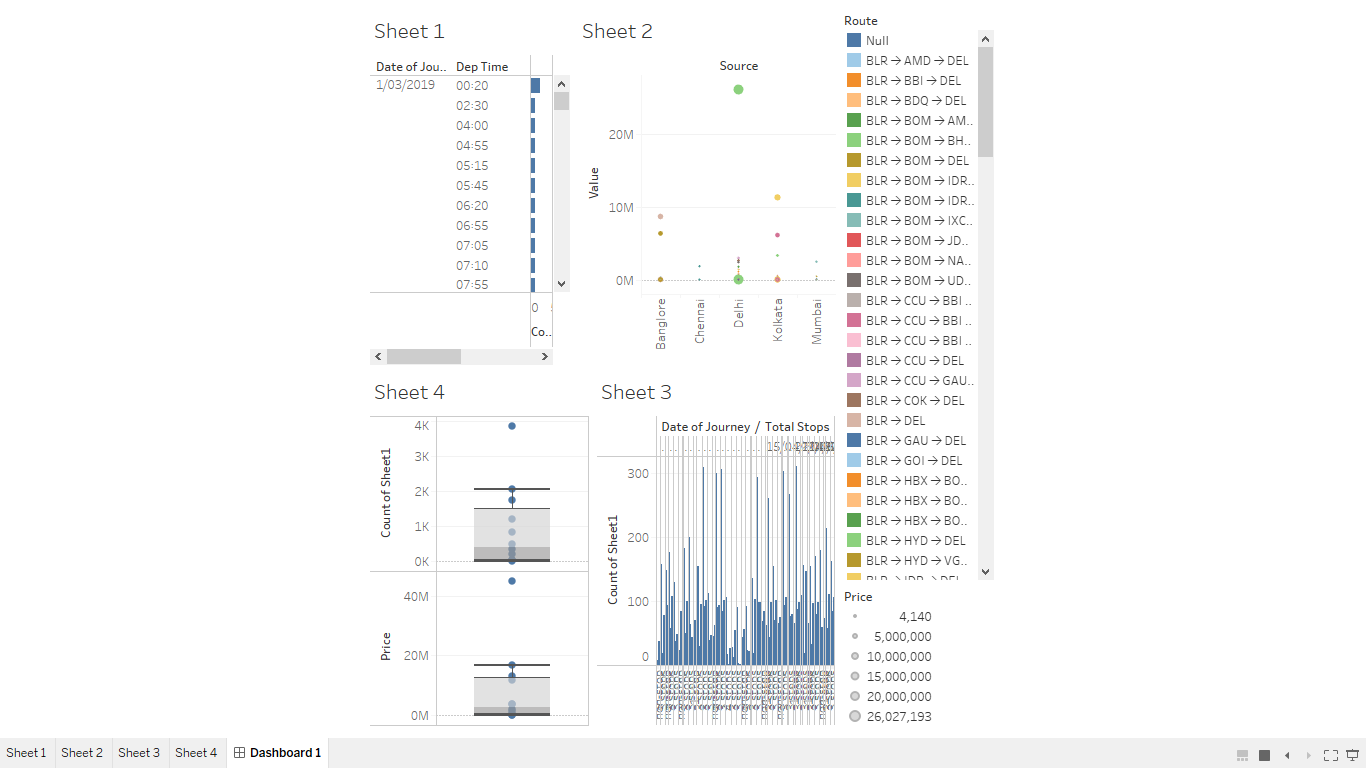 Sheet 1
Date of Jou.. Dep Time
1/03/2019 00:20
02:30
04:00
04:55
05:15
05:45
06:20
06:55
07:05
07:10
07:55
0
Co..
Sheet 2
Source
Value
20M
10M
0M
Banglore
Chennai
Delhi
Kolkata
Mumbai
Route
Null
BLR → AMD → DEL
BLR → BBI → DEL
BLR → BDQ → DEL
BLR → BOM → AM..
BLR → BOM → BH..
BLR → BOM → DEL
BLR → BOM → IDR..
BLR → BOM → IDR..
BLR → BOM → IXC..
BLR → BOM → JD..
BLR → BOM → NA..
BLR → BOM → UD..
BLR → CCU → BBI ..
BLR → CCU → BBI ..
BLR → CCU → BBI ..
BLR → CCU → DEL
BLR → CCU → GAU..
BLR → COK → DEL
BLR → DEL
BLR → GAU → DEL
BLR → GOI → DEL
BLR → HBX → BO..
BLR → HBX → BO..
BLR → HBX → BO..
BLR → HYD → DEL
BLR → HYD → VG..
BLR → IDR → DEL
Price
4,140
5,000,000
10,000,000
15,000,000
20,000,000
26,027,193
Sheet 4
Count of Sheet1
4K
3K
2K
1K
0K
Price
40M
20M
0M
Sheet 3
Date of Journey / Total Stops
Count of Sheet1
300
200
100
0
Sheet 1 Sheet 2 Sheet 3 Sheet 4 Dashboard 1